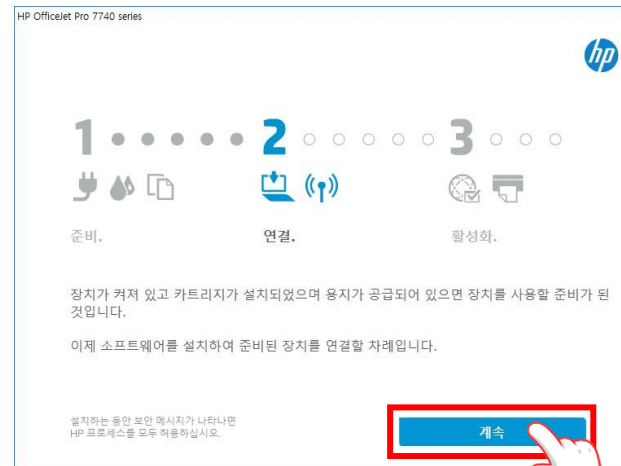 HP OfficeJet Pro 7740 series
hp
1 2 3
준비. 연결. 활성화.
장치가 켜져 있고 카트리지가 설치되었으며 용지가 공급되어 있으면 장치를 사용할 준비가 된
것입니다.
이제 소프트웨어를 설치하여 준비된 장치를 연결할 차례입니다.
설치하는 동안 보안 메시지가 나타나면
HP 프로세스를 모두 허용하십시오.
계속